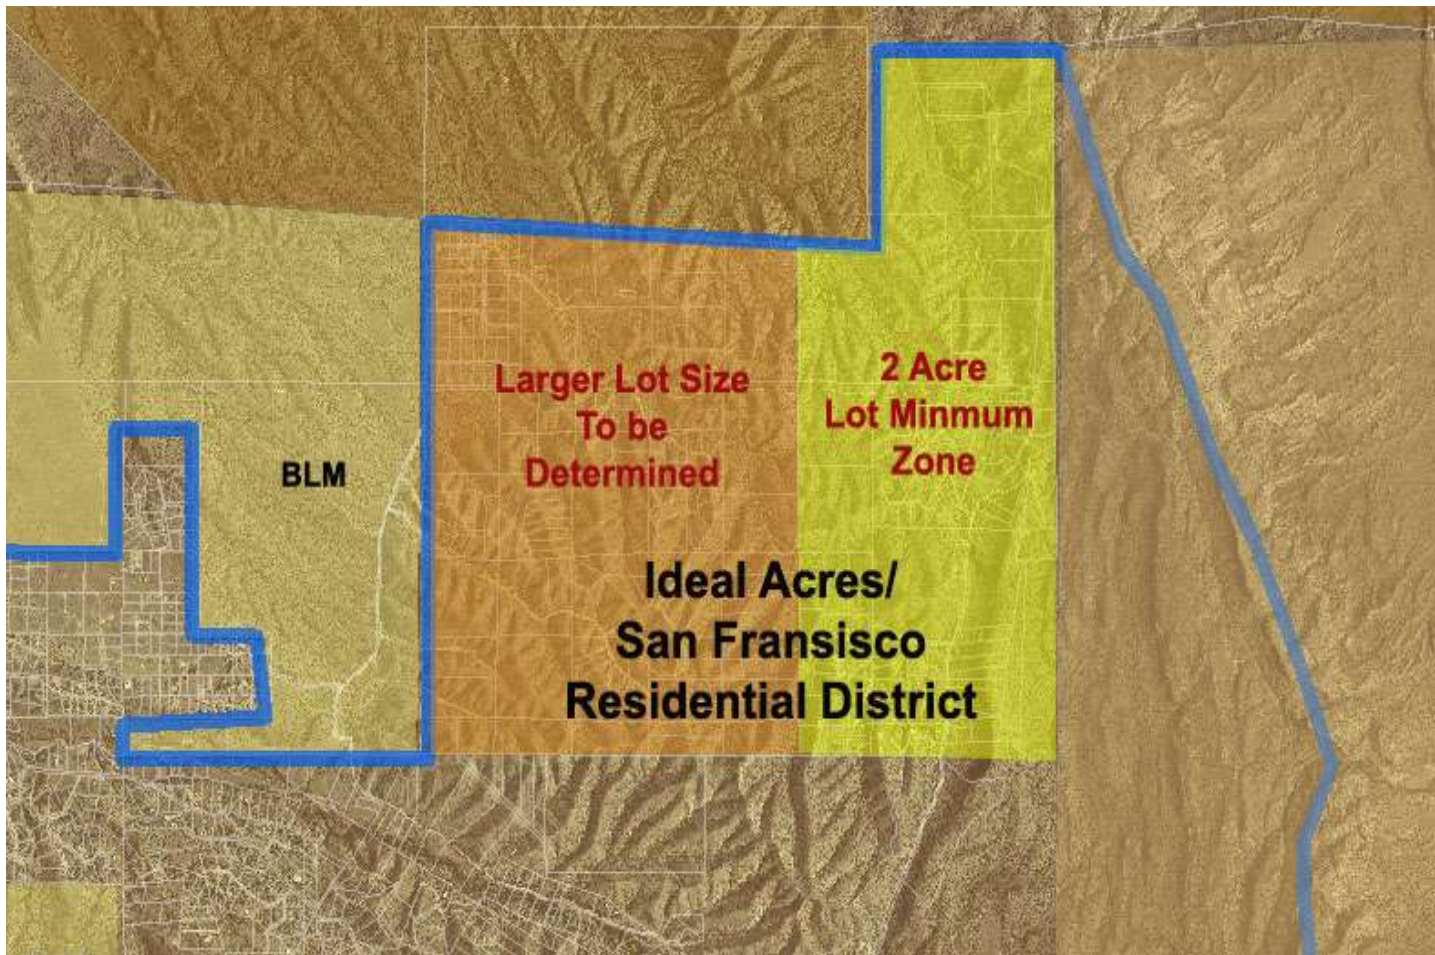 Larger Lot Size
To be
Determined
2 Acre
Lot Minmum
Zone
BLM
Ideal Acres/
San Fransisco
Residential District